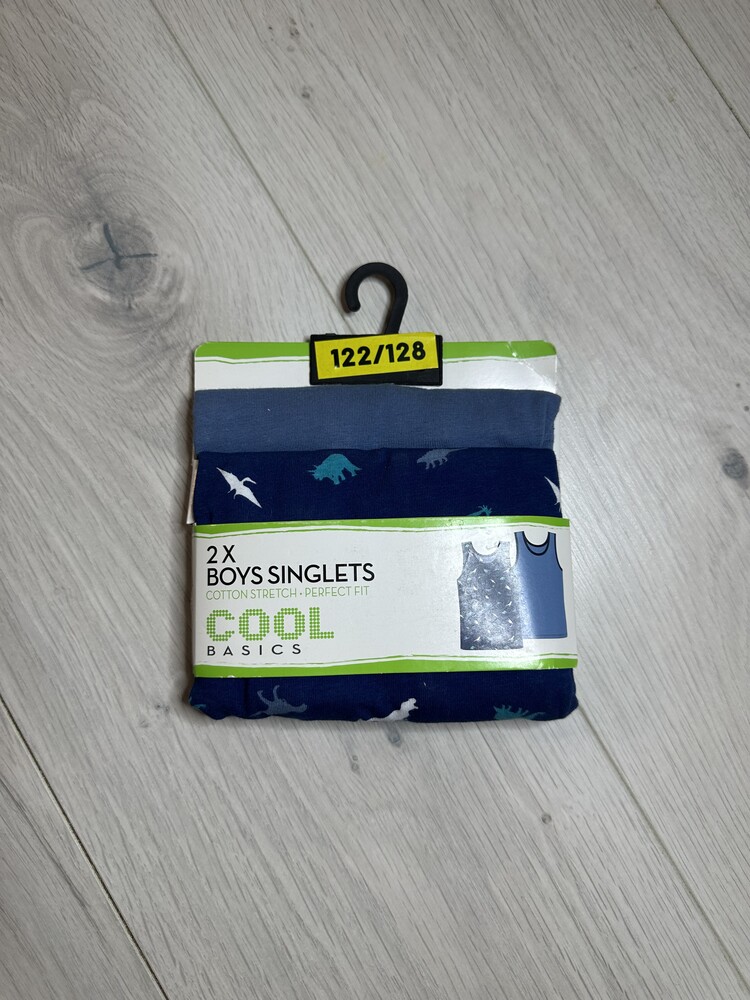 122/128
2 X
BOYS SINGLETS
COTTON STRETCH • PERFECT FIT
COOL
BASICS